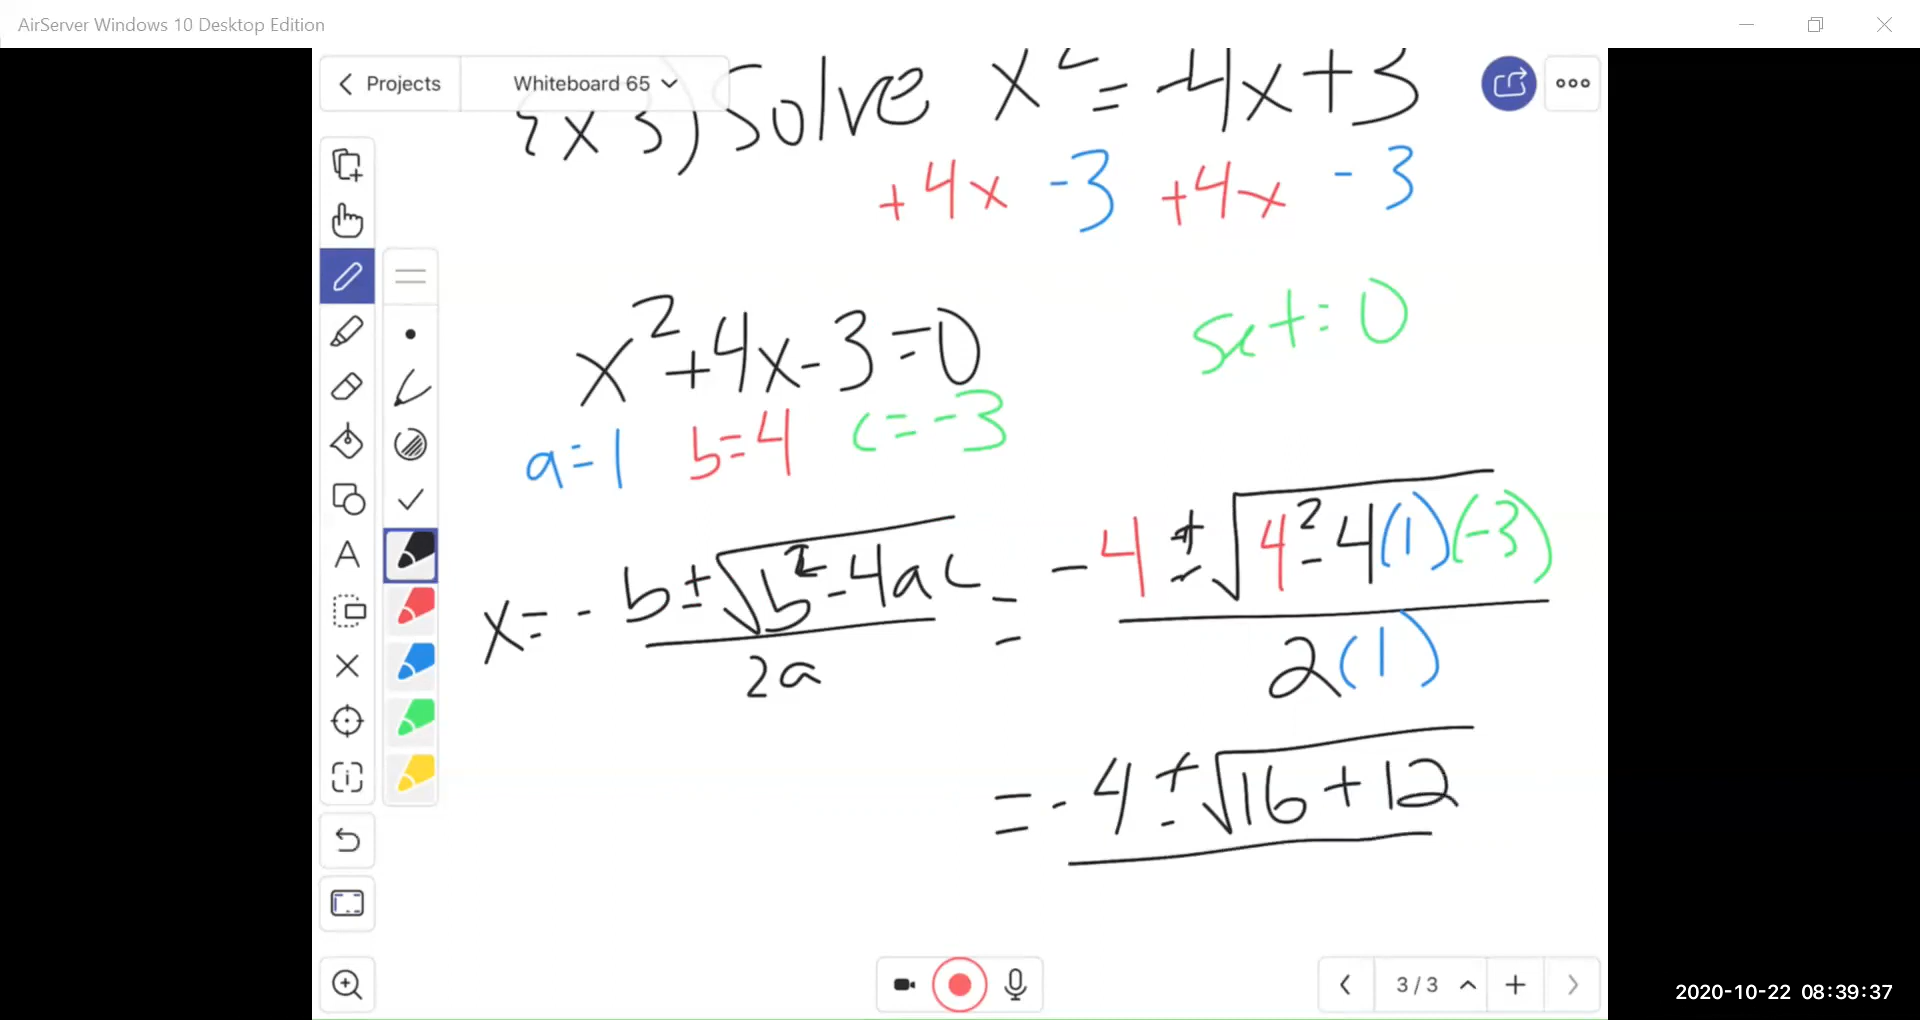 AirServer Windows 10 Desktop Edition
Projects
Whiteboard 65
x 3) Solve x² = -4x+3
+4x -3 +4x -3
x²+4x-3=0
set=0
a=1 b=4 c=-3
x= -b±√b²-4ac / 2a = -4±√4²-4(1)(-3) / 2(1)
= -4±√16+12
A
3/3
2020-10-22 08:39:37